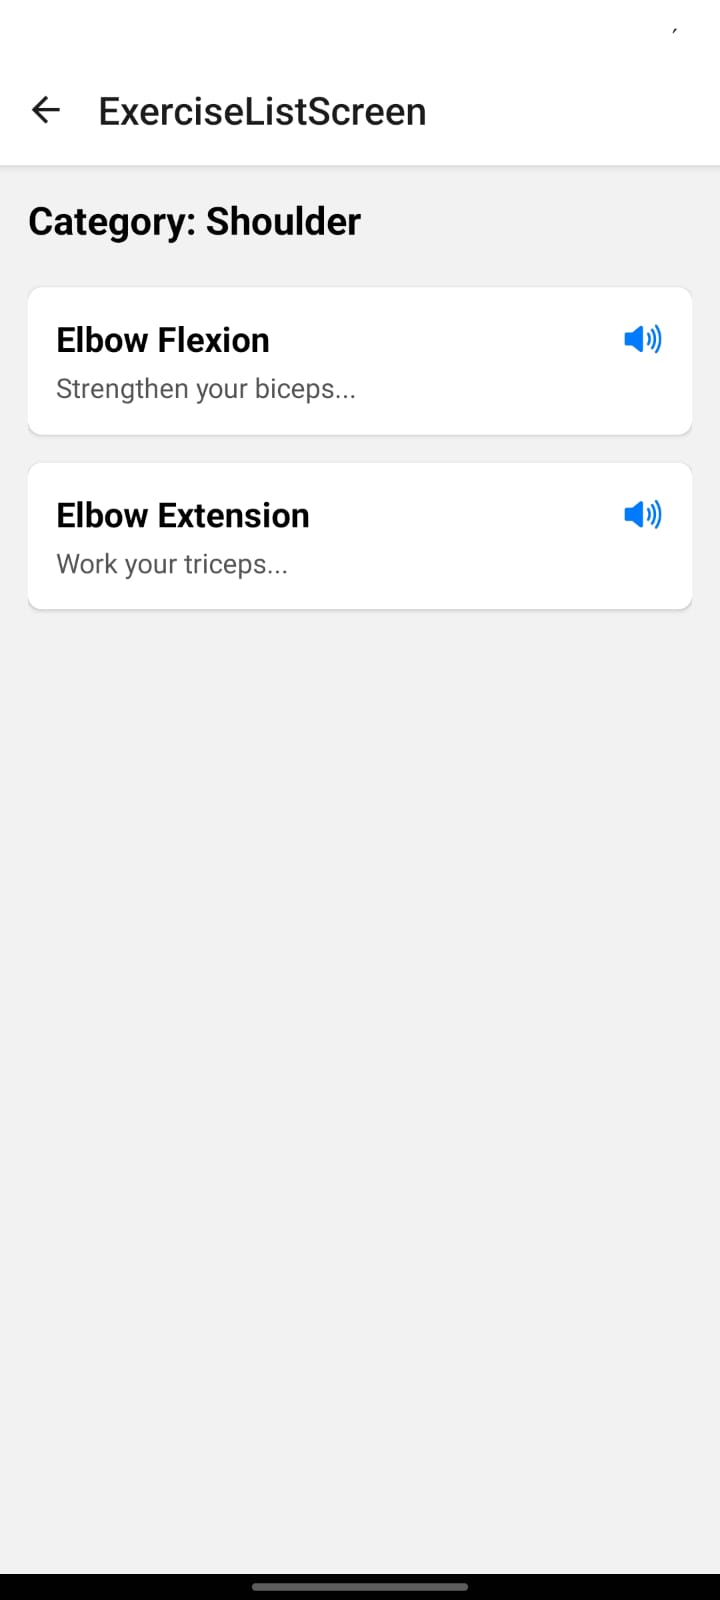 ExerciseListScreen
Category: Shoulder
Elbow Flexion
Strengthen your biceps...
Elbow Extension
Work your triceps...